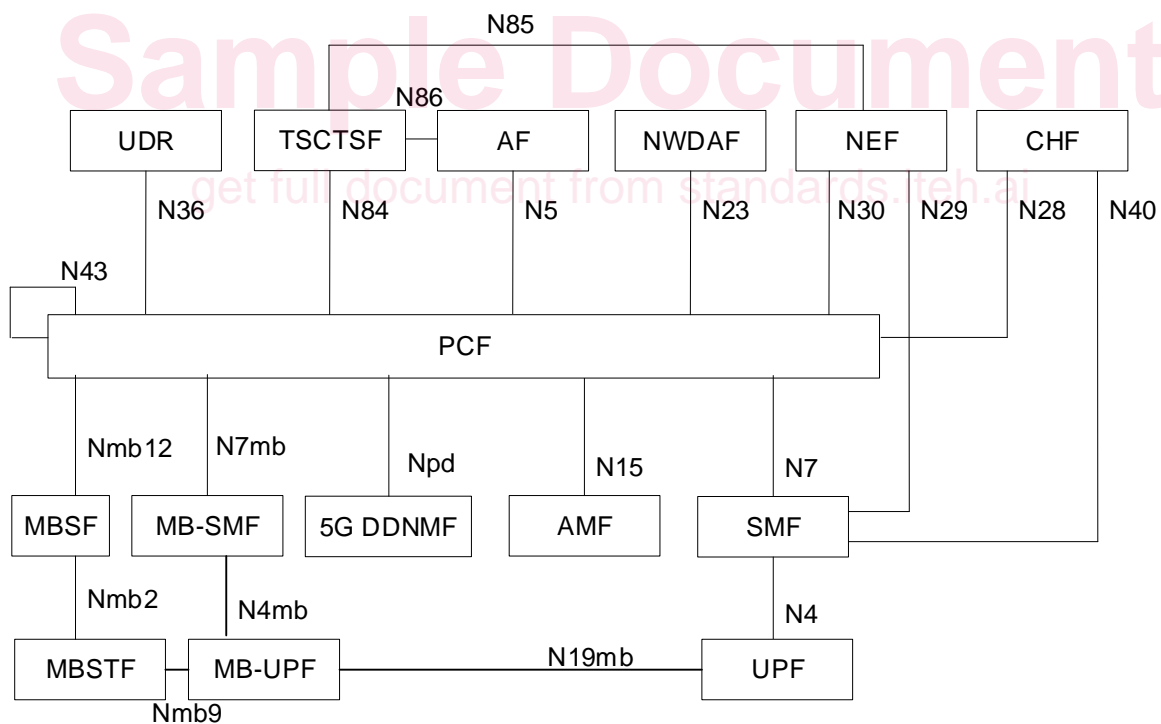 Sample Document
get full document from standards.iteh.ai
N85
N86
UDR
TSCTSF
AF
NWDAF
NEF
CHF
N36
N84
N5
N23
N30
N29
N28
N40
N43
PCF
Nmb12
N7mb
Npd
N15
N7
MBSF
MB-SMF
5G DDNMF
AMF
SMF
Nmb2
N4mb
N4
MBSTF
MB-UPF
N19mb
UPF
Nmb9